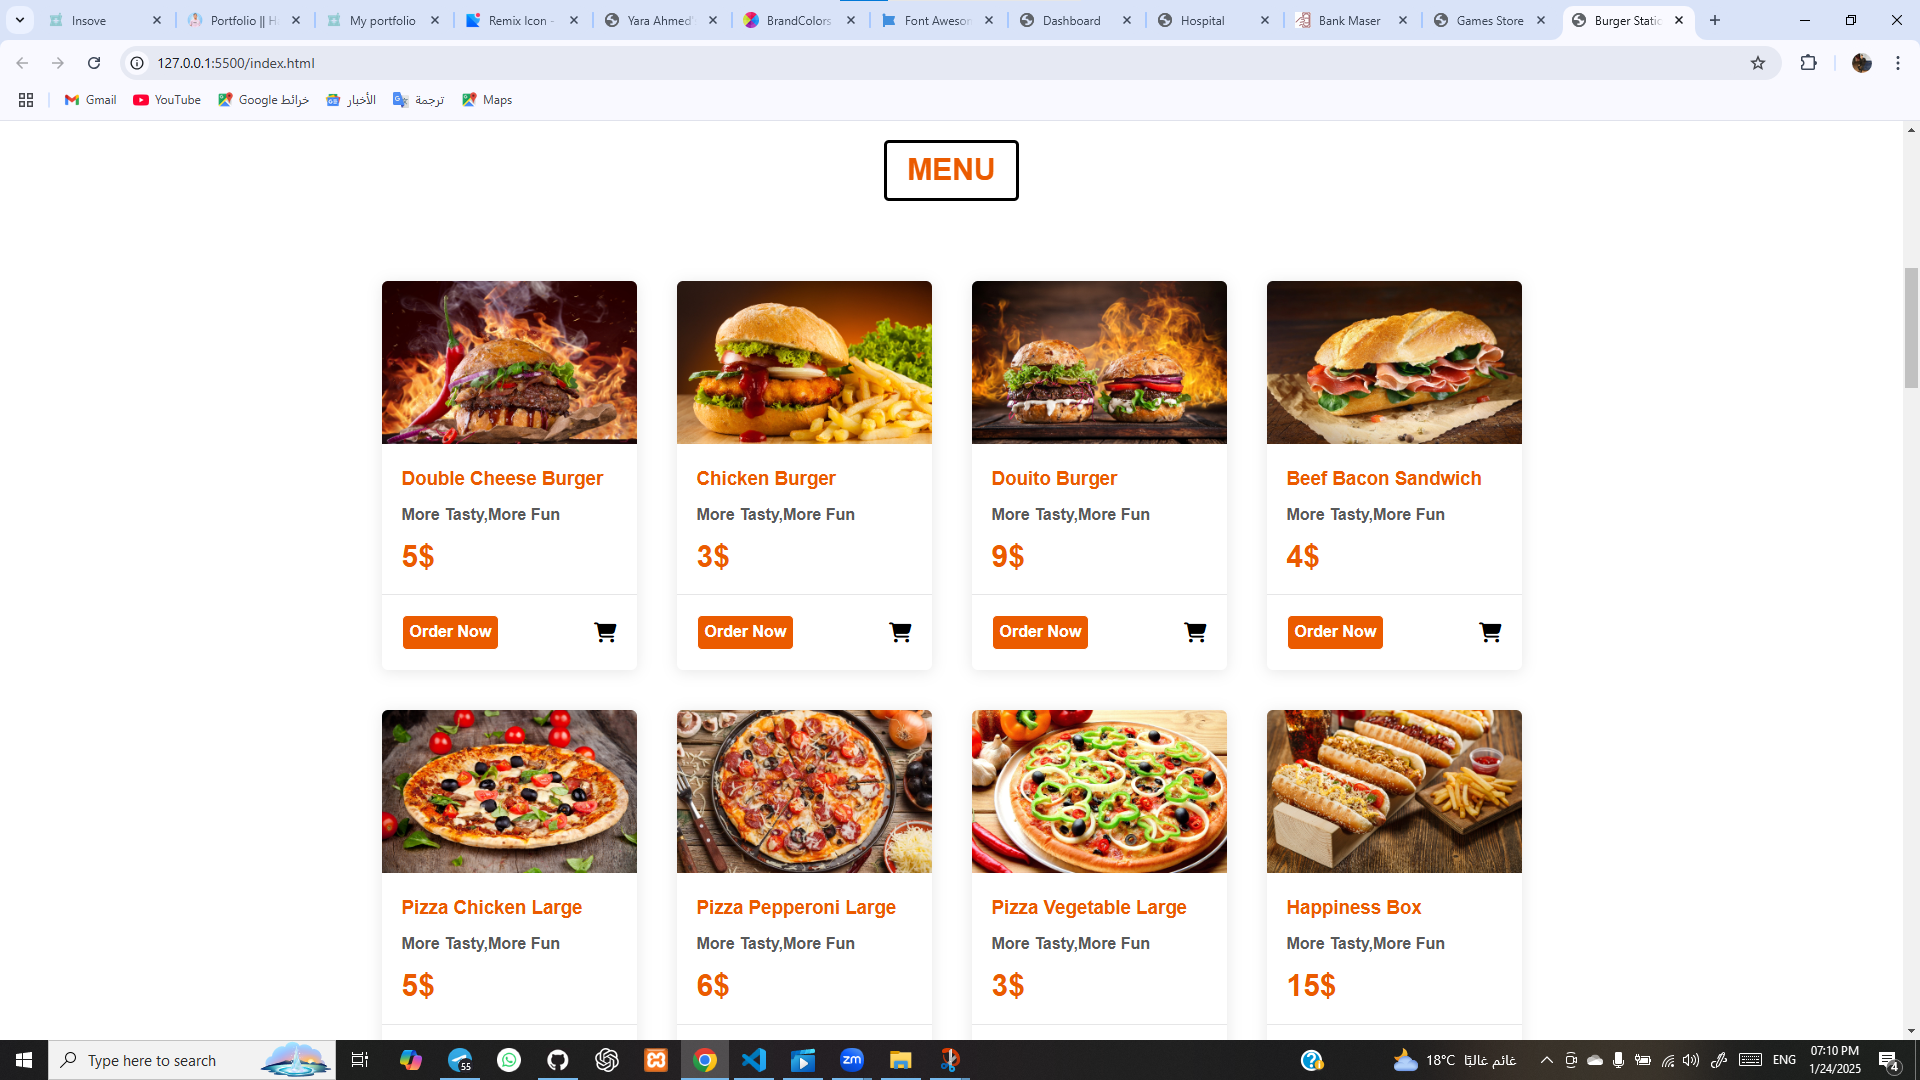 Insove
Portfolio || H
My portfolio
Remix Icon -
Yara Ahmed'
BrandColors
Font Awesom
Dashboard
Hospital
Bank Maser
Games Store
Burger Static
127.0.0.1:5500/index.html
Gmail
YouTube
خرائط Google
الأخبار
ترجمة
Maps
MENU
Double Cheese Burger
Chicken Burger
Douito Burger
Beef Bacon Sandwich
More Tasty,More Fun
More Tasty,More Fun
More Tasty,More Fun
More Tasty,More Fun
5$
3$
9$
4$
Order Now
Order Now
Order Now
Order Now
Pizza Chicken Large
Pizza Pepperoni Large
Pizza Vegetable Large
Happiness Box
More Tasty,More Fun
More Tasty,More Fun
More Tasty,More Fun
More Tasty,More Fun
5$
6$
3$
15$
Type here to search
55
zm
18°C غائم غالبًا
ENG
07:10 PM
1/24/2025
4